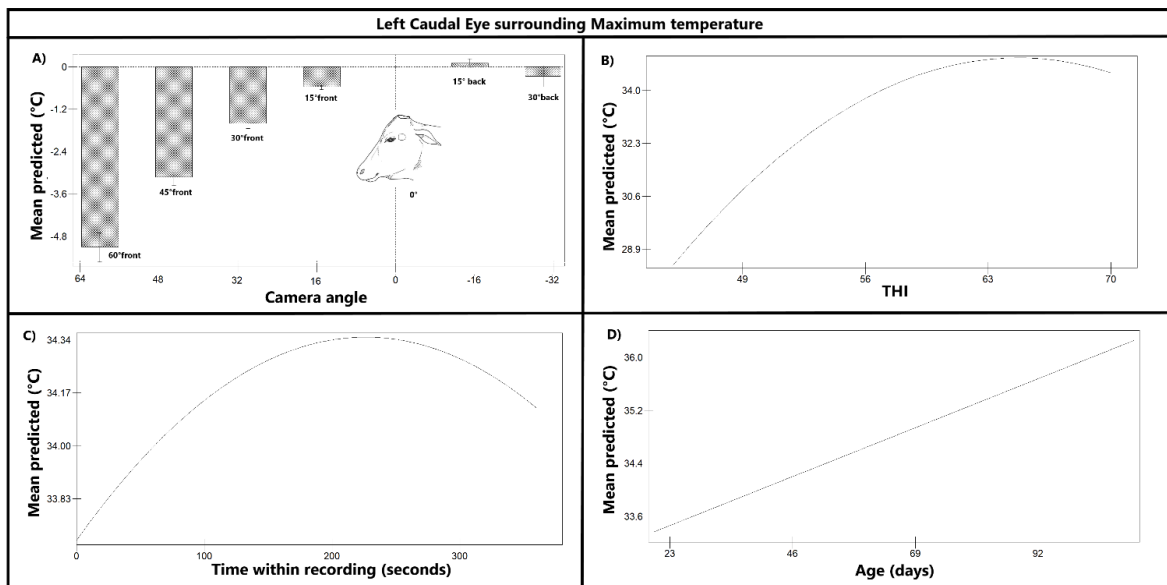 Left Caudal Eye surrounding Maximum temperature
A)
Mean predicted (°C)
0
-1.2
-2.4
-3.6
-4.8
60°front
45°front
30°front
15°front
0°
15° back
30°back
64
48
32
16
0
-16
-32
Camera angle
B)
Mean predicted (°C)
34.0
32.3
30.6
28.9
49
56
63
70
THI
C)
Mean predicted (°C)
34.34
34.17
34.00
33.83
0
100
200
300
Time within recording (seconds)
D)
Mean predicted (°C)
36.0
35.2
34.4
33.6
23
46
69
92
Age (days)